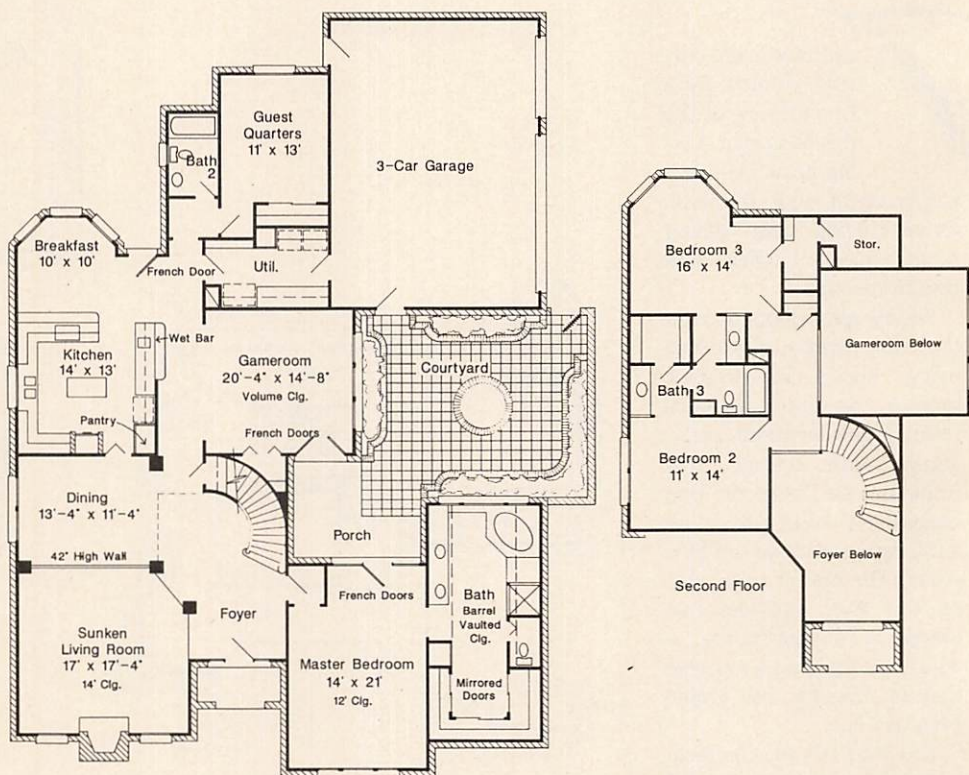 Guest
Quarters
11' x 13'
Bath
2
3-Car Garage
Breakfast
10' x 10'
French Door
Util.
Wet Bar
Kitchen
14' x 13'
Pantry
Gameroom
20'-4" x 14'-8"
Volume Clg.
French Doors
Courtyard
Dining
13'-4" x 11'-4"
42" High Wall
Porch
French Doors
Foyer
Bath
Barrel
Vaulted
Clg.
Sunken
Living Room
17' x 17'-4"
14' Clg.
Master Bedroom
14' x 21'
12' Clg.
Mirrored
Doors
Bedroom 3
16' x 14'
Stor.
Gameroom Below
Bath 3
Bedroom 2
11' x 14'
Foyer Below
Second Floor